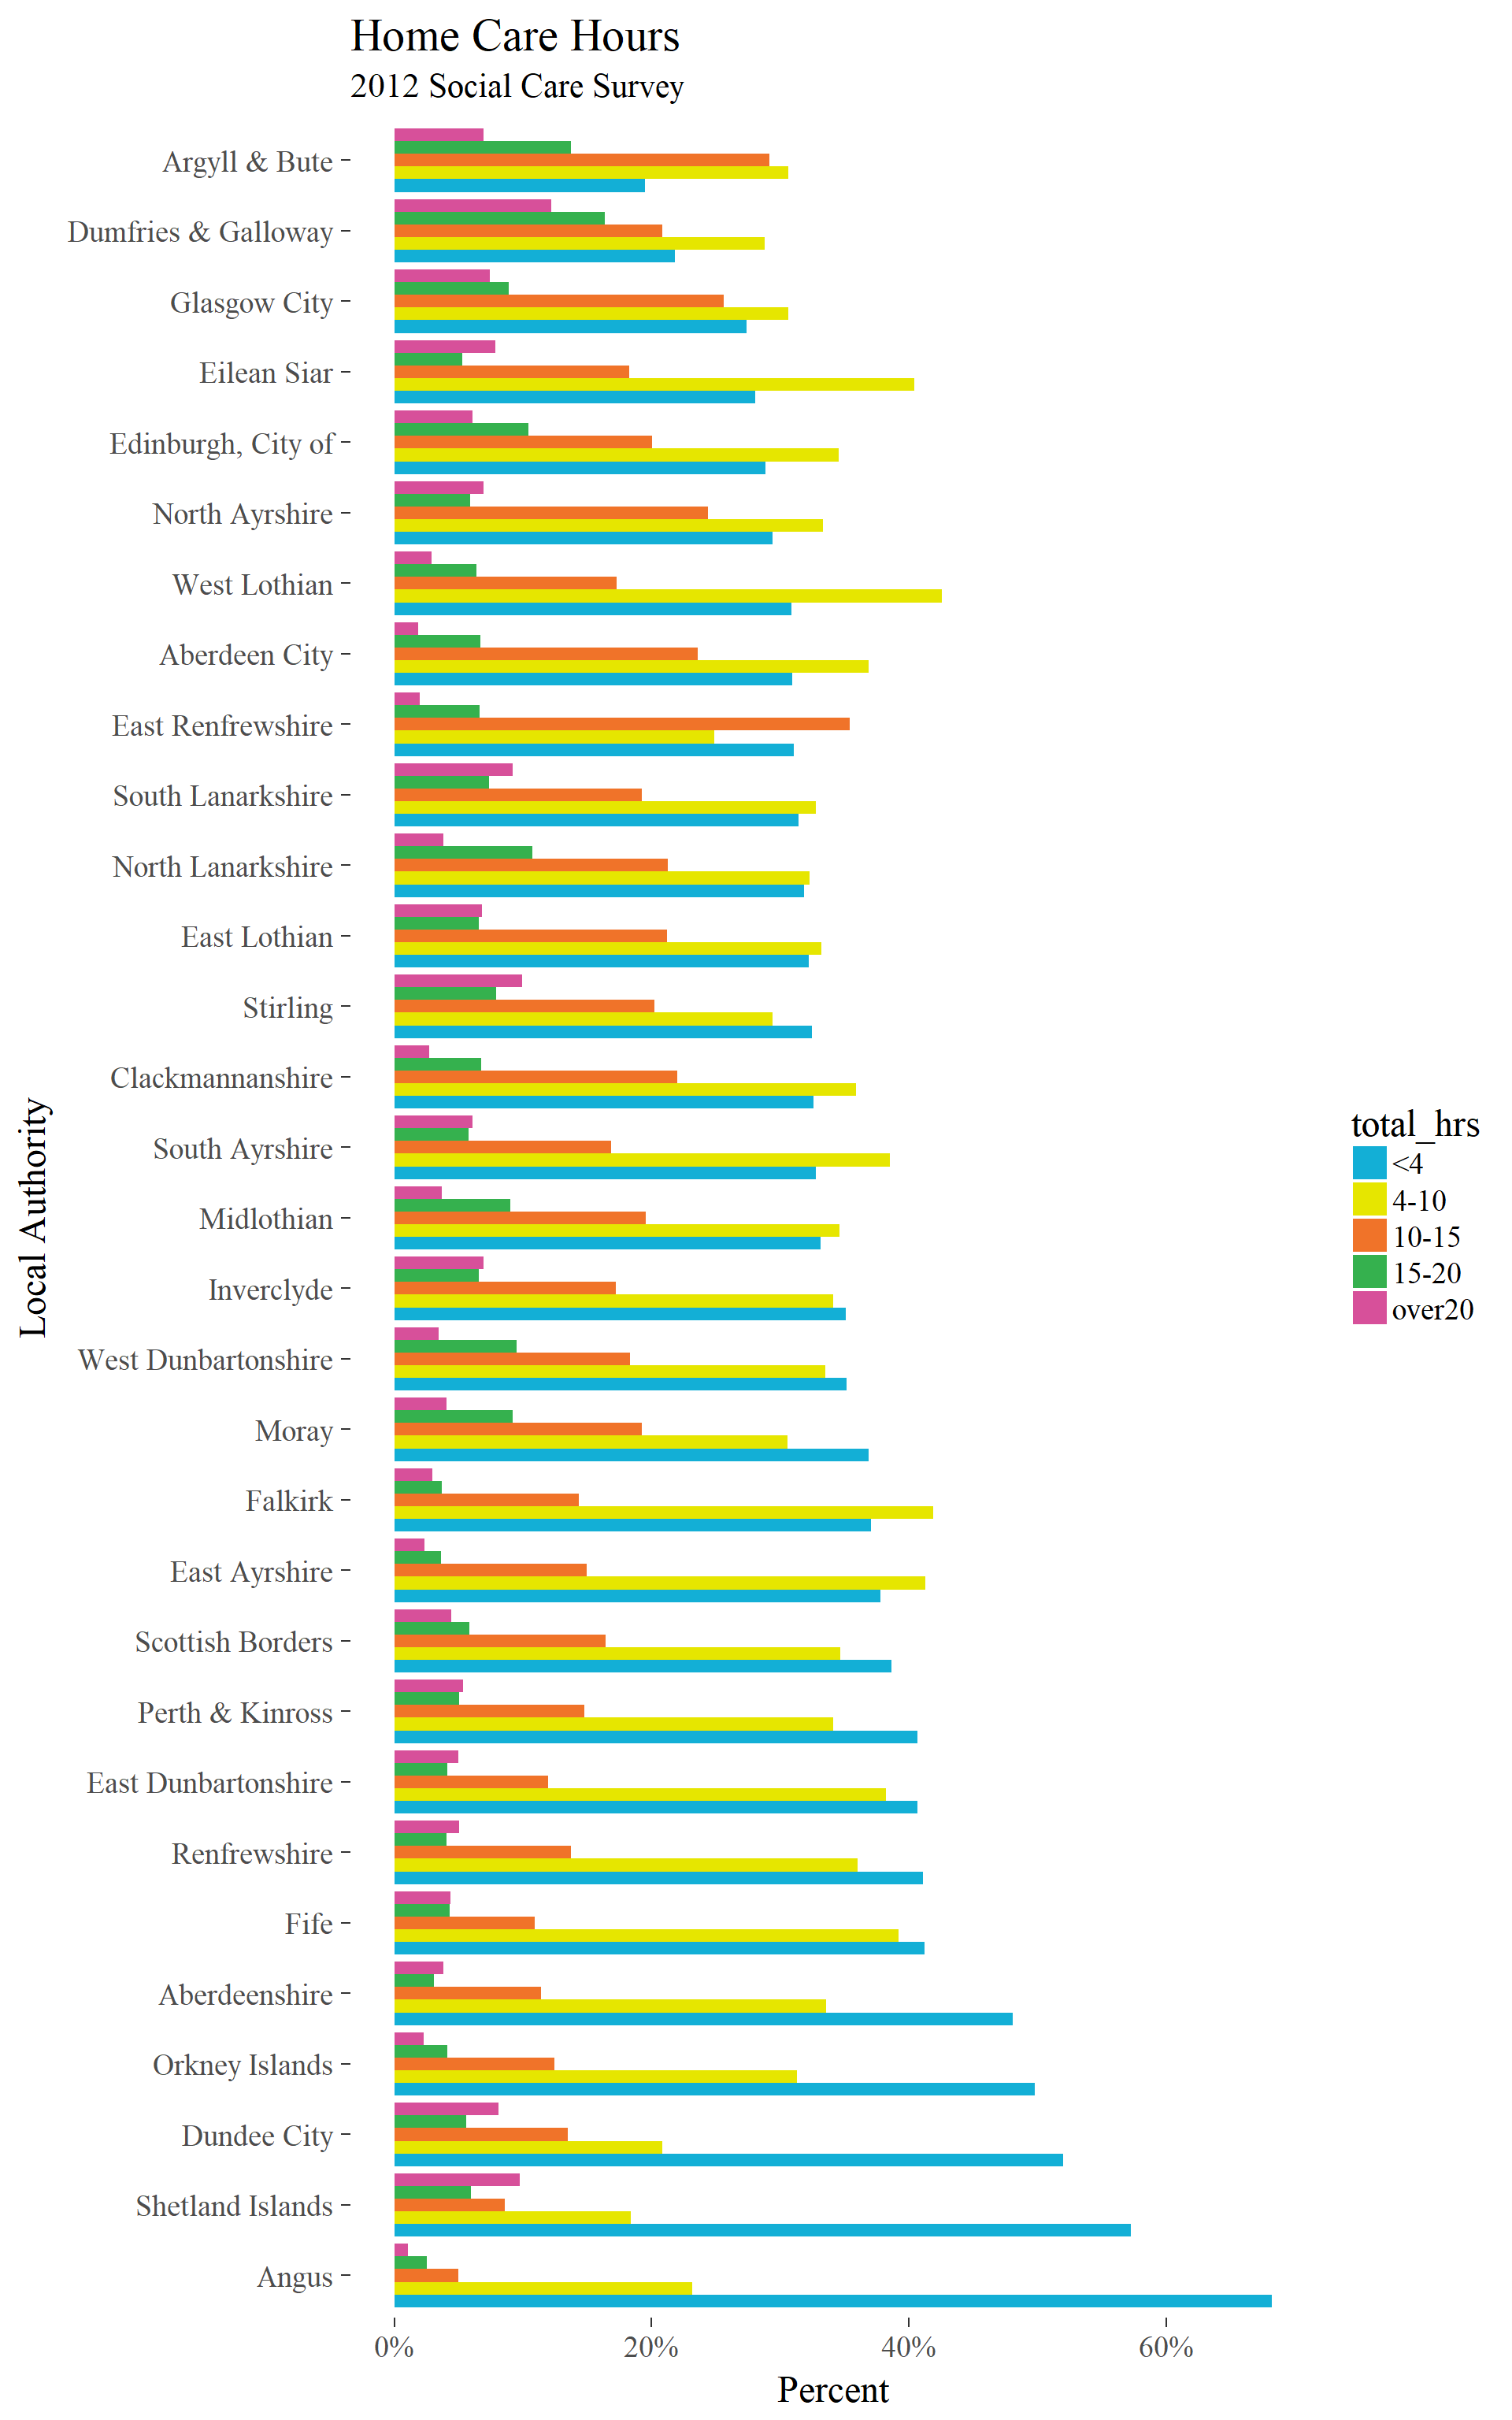 Home Care Hours
2012 Social Care Survey
Local Authority
Argyll & Bute
Dumfries & Galloway
Glasgow City
Eilean Siar
Edinburgh, City of
North Ayrshire
West Lothian
Aberdeen City
East Renfrewshire
South Lanarkshire
North Lanarkshire
East Lothian
Stirling
Clackmannanshire
South Ayrshire
Midlothian
Inverclyde
West Dunbartonshire
Moray
Falkirk
East Ayrshire
Scottish Borders
Perth & Kinross
East Dunbartonshire
Renfrewshire
Fife
Aberdeenshire
Orkney Islands
Dundee City
Shetland Islands
Angus
0% 20% 40% 60%
Percent
total_hrs
<4
4-10
10-15
15-20
over20